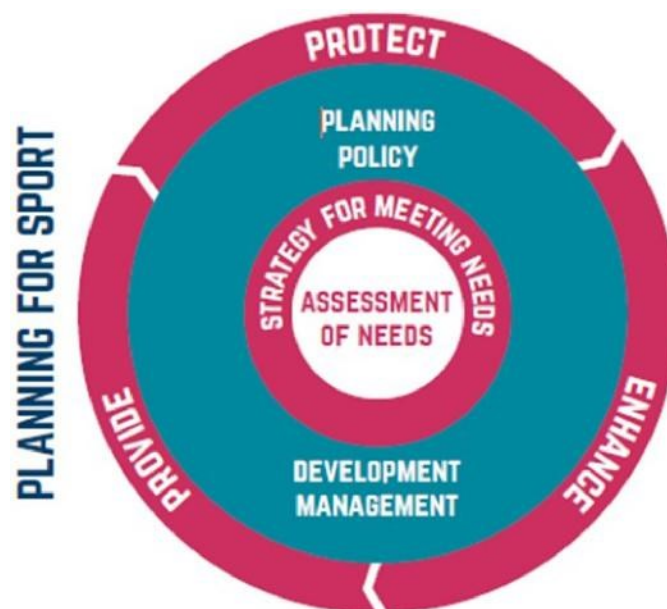 PLANNING FOR SPORT
PROTECT
PLANNING
POLICY
STRATEGY FOR MEETING NEEDS
ASSESSMENT
OF NEEDS
DEVELOPMENT
MANAGEMENT
PROVIDE
ENHANCE